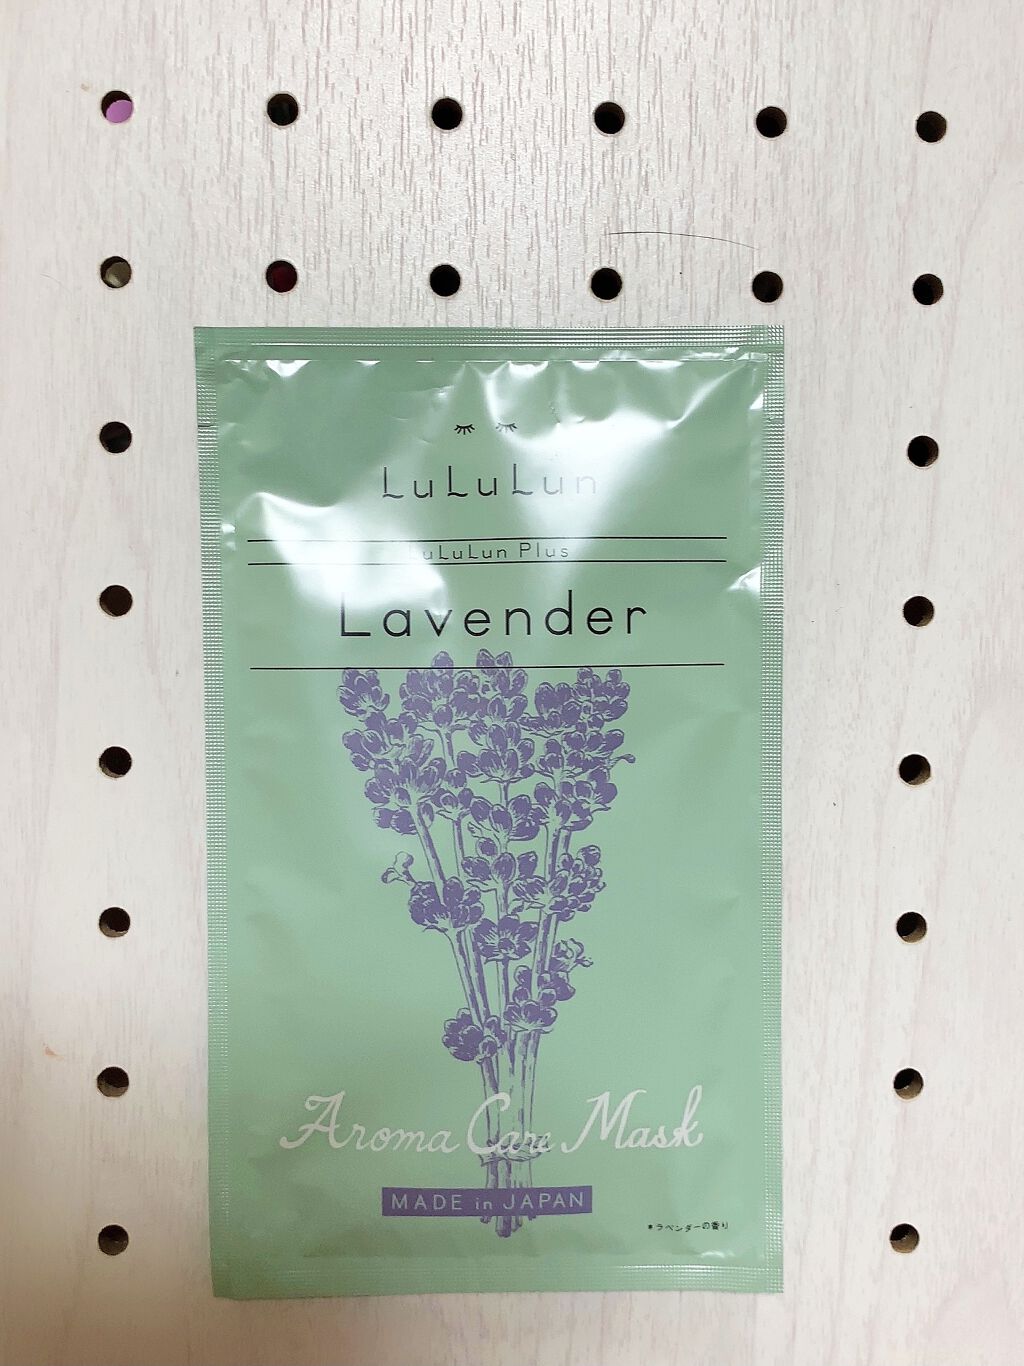 LuLuLun
LuLuLun Plus
Lavender
Aroma Care Mask
MADE in JAPAN
*ラベンダーの香り